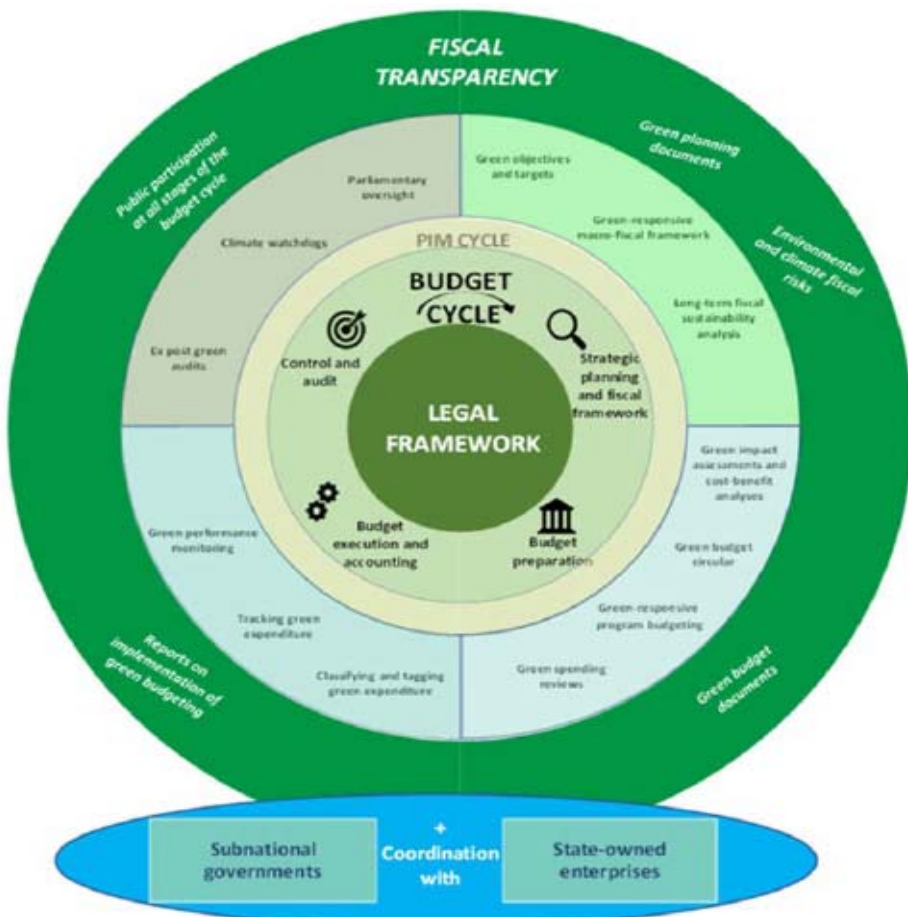 FISCAL
TRANSPARENCY
Public participation
at all stages of the
budget cycle
Green planning
documents
Environmental
and climate fiscal
risks
Parliamentary
oversight
Climate watchdogs
Ex post green
audits
Green objectives
and targets
Green-responsive
macro-fiscal framework
Long-term fiscal
sustainability
analysis
PIM CYCLE
BUDGET
CYCLE
Control and
audit
Strategic
planning
and fiscal
framework
LEGAL
FRAMEWORK
Budget
execution and
accounting
Budget
preparation
Green impact
assessments and
cost-benefit
analyses
Green budget
circular
Green-responsive
program budgeting
Green spending
reviews
Green performance
monitoring
Tracking green
expenditure
Classifying and tagging
green expenditure
Reports on
implementation of
green budgeting
Green budget
documents
Subnational
governments
+
Coordination
with
State-owned
enterprises